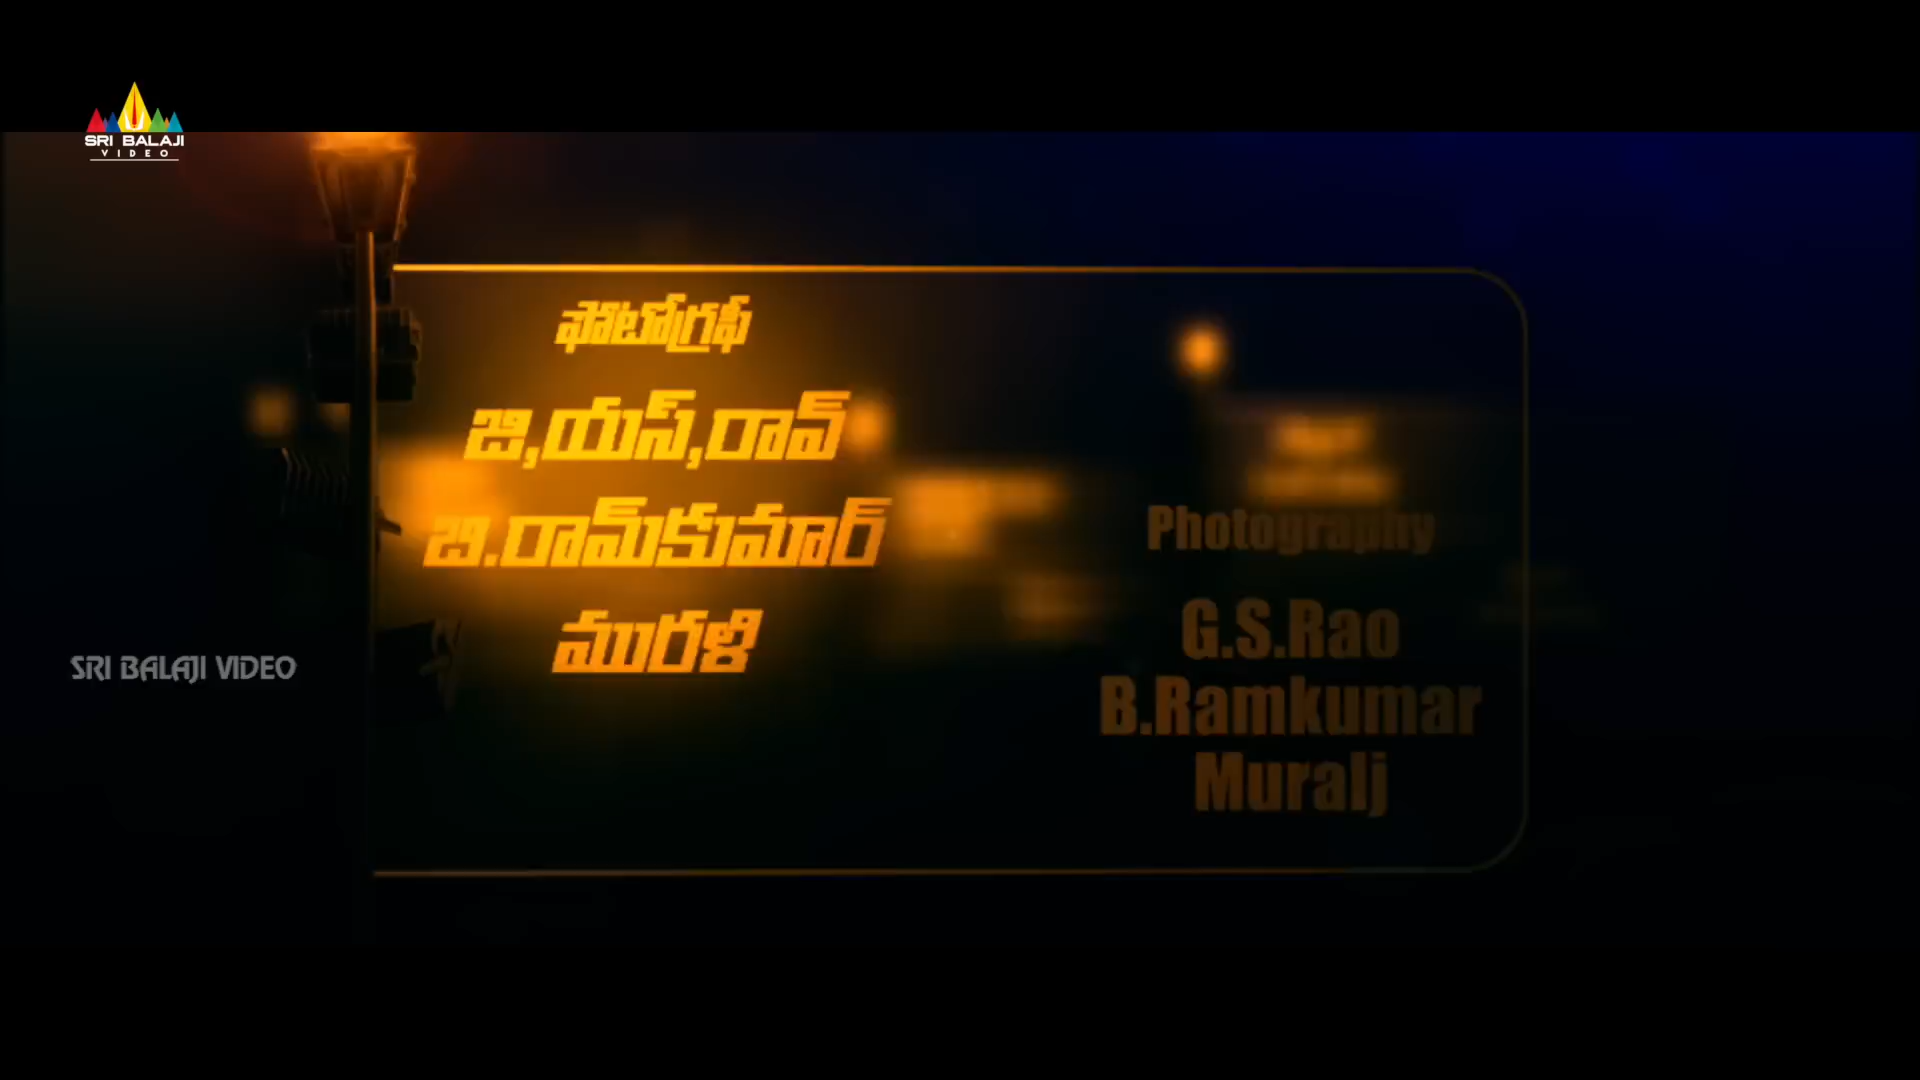 SRI BALAJI
VIDEO
ఫోటోగ్రఫీ
జి,యస్,రావ్
బి.రామ్‌కుమార్
మురళి
Photography
G.S.Rao
B.Ramkumar
Muralj
SRI BALAJI VIDEO